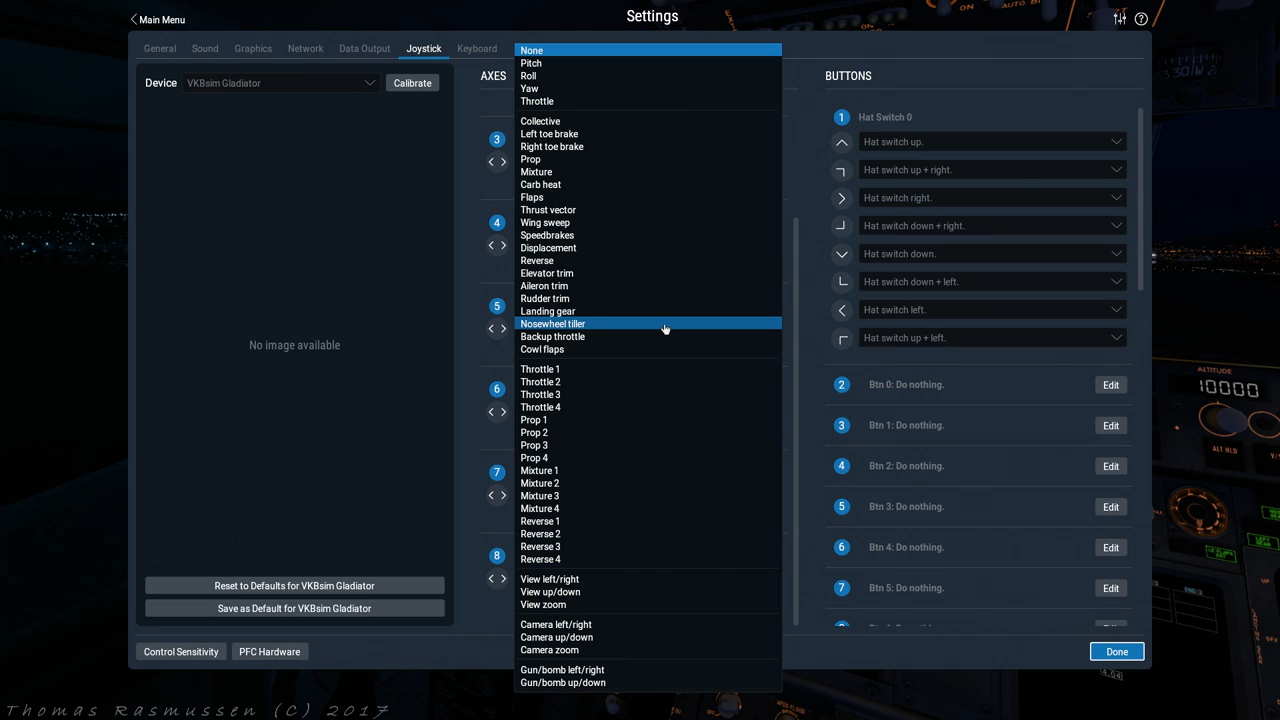 Main Menu
Settings
General
Sound
Graphics
Network
Data Output
Joystick
Keyboard
Device
VKBsim Gladiator
Calibrate
No image available
Reset to Defaults for VKBsim Gladiator
Save as Default for VKBsim Gladiator
Control Sensitivity
PFC Hardware
AXES
3
4
5
6
7
8
None
Pitch
Roll
Yaw
Throttle
Collective
Left toe brake
Right toe brake
Prop
Mixture
Carb heat
Flaps
Thrust vector
Wing sweep
Speedbrakes
Displacement
Reverse
Elevator trim
Aileron trim
Rudder trim
Landing gear
Nosewheel tiller
Backup throttle
Cowl flaps
Throttle 1
Throttle 2
Throttle 3
Throttle 4
Prop 1
Prop 2
Prop 3
Prop 4
Mixture 1
Mixture 2
Mixture 3
Mixture 4
Reverse 1
Reverse 2
Reverse 3
Reverse 4
View left/right
View up/down
View zoom
Camera left/right
Camera up/down
Camera zoom
Gun/bomb left/right
Gun/bomb up/down
BUTTONS
1 Hat Switch 0
Hat switch up.
Hat switch up + right.
Hat switch right.
Hat switch down + right.
Hat switch down.
Hat switch down + left.
Hat switch left.
Hat switch up + left.
2 Btn 0: Do nothing. Edit
3 Btn 1: Do nothing. Edit
4 Btn 2: Do nothing. Edit
5 Btn 3: Do nothing. Edit
6 Btn 4: Do nothing. Edit
7 Btn 5: Do nothing. Edit
Done
ON
ON
ALTITUDE
10000
ALT HLD
V/S
Thomas Rasmussen (C) 2017